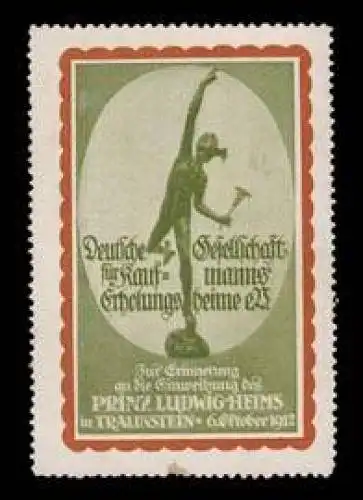 Deutsche Gesellschaft
für Kauf= manns
Erholungs heime e.V.
Zur Erinnerung
an die Einweihung des
PRINZ LUDWIG-HEIMS
in TRAUNSTEIN * 6. Oktober 1912